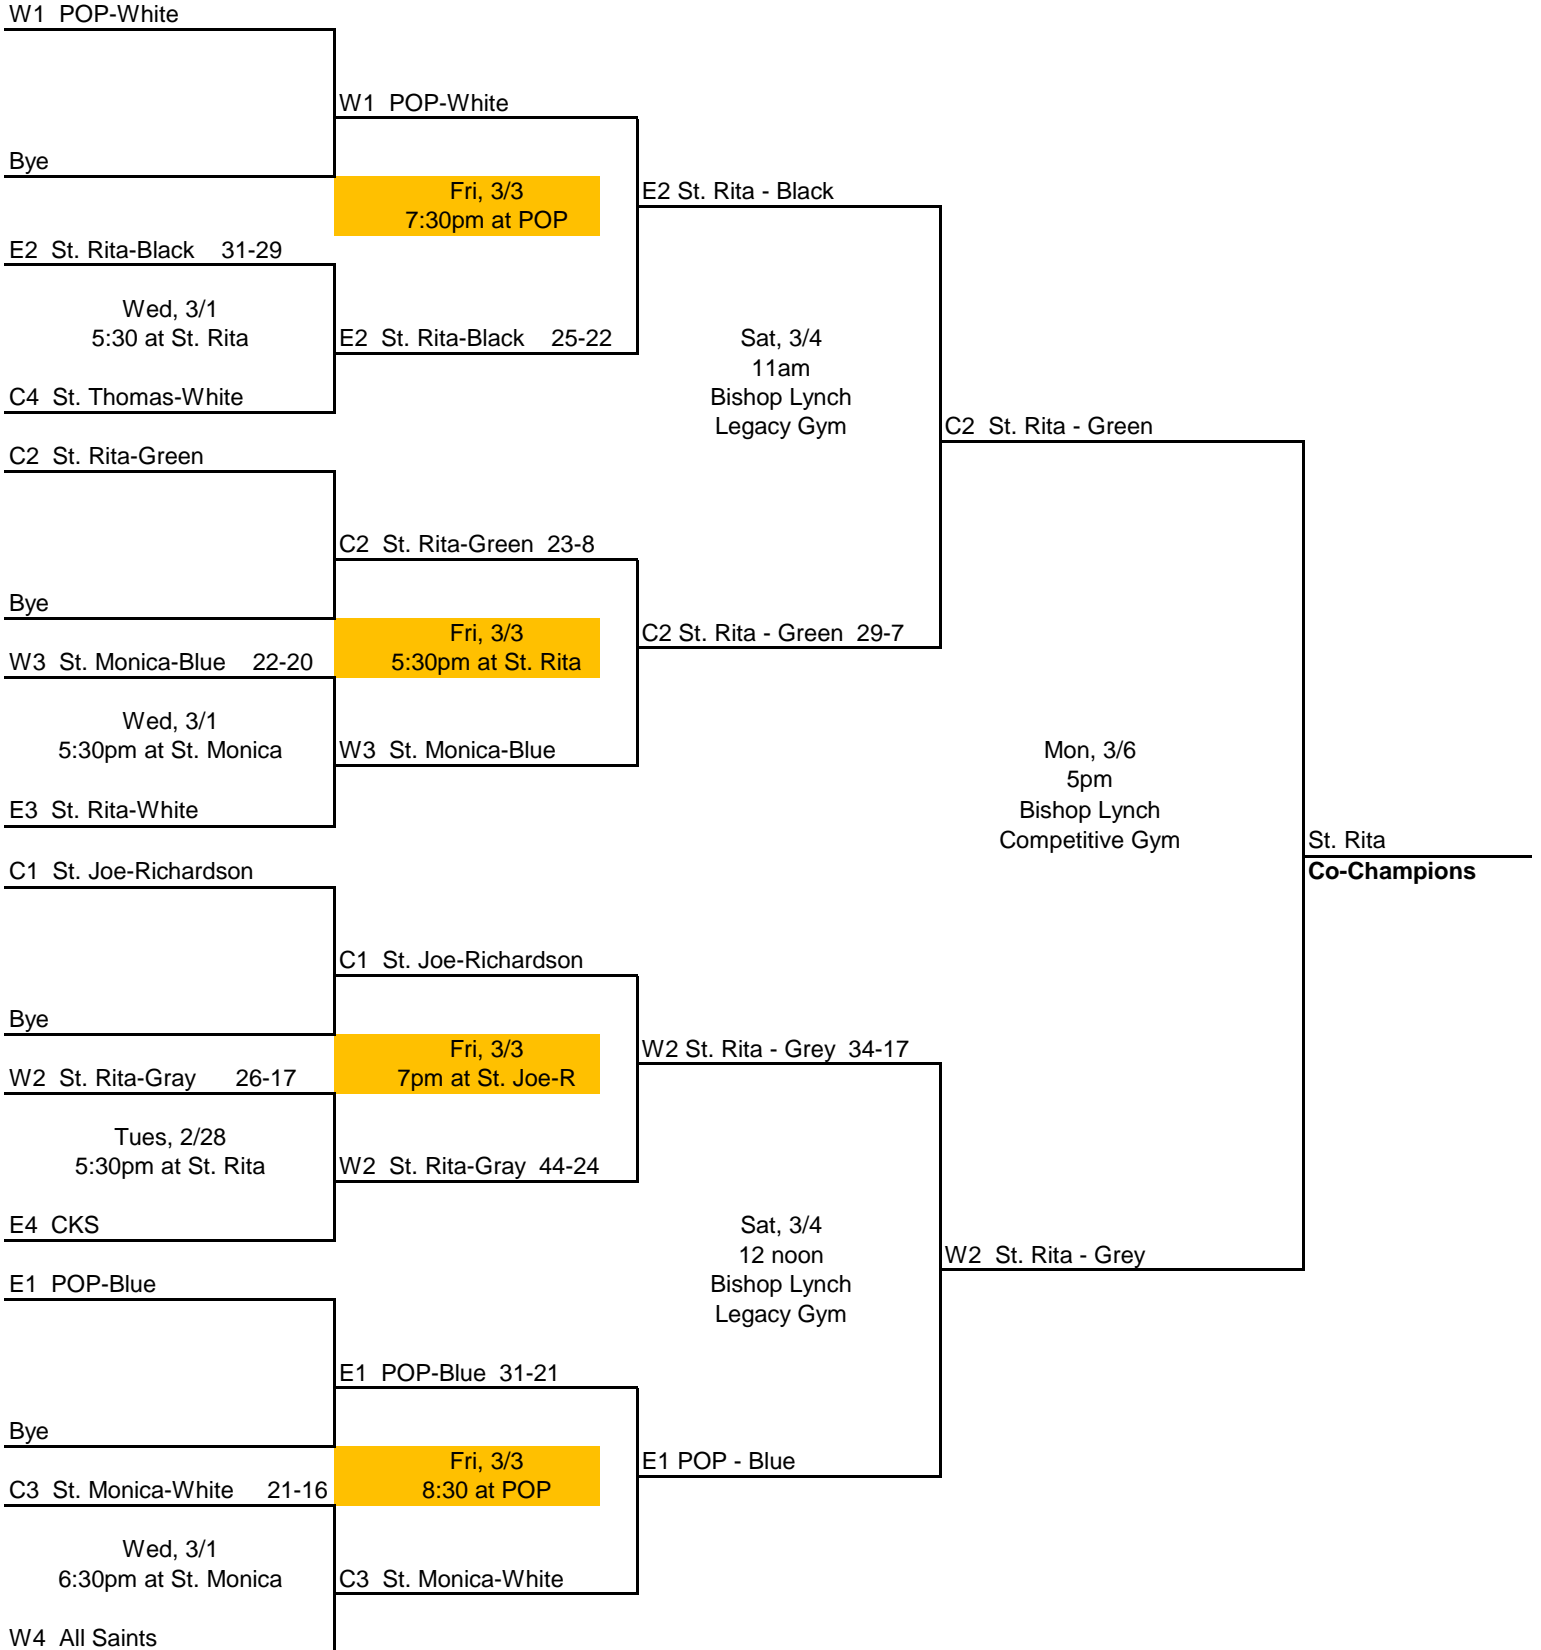 W1 POP-White
W1 POP-White
Bye
Fri, 3/3
7:30pm at POP
E2 St. Rita - Black
E2 St. Rita-Black 31-29
Wed, 3/1
5:30 at St. Rita
E2 St. Rita-Black 25-22
Sat, 3/4
11am
Bishop Lynch
Legacy Gym
C4 St. Thomas-White
C2 St. Rita - Green
C2 St. Rita-Green
C2 St. Rita-Green 23-8
Bye
Fri, 3/3
5:30pm at St. Rita
C2 St. Rita - Green 29-7
W3 St. Monica-Blue 22-20
Wed, 3/1
5:30pm at St. Monica
W3 St. Monica-Blue
Mon, 3/6
5pm
Bishop Lynch
Competitive Gym
E3 St. Rita-White
St. Rita
Co-Champions
C1 St. Joe-Richardson
C1 St. Joe-Richardson
Bye
Fri, 3/3
7pm at St. Joe-R
W2 St. Rita - Grey 34-17
W2 St. Rita-Gray 26-17
Tues, 2/28
5:30pm at St. Rita
W2 St. Rita-Gray 44-24
E4 CKS
Sat, 3/4
12 noon
Bishop Lynch
Legacy Gym
W2 St. Rita - Grey
E1 POP-Blue
E1 POP-Blue 31-21
Bye
Fri, 3/3
8:30 at POP
E1 POP - Blue
C3 St. Monica-White 21-16
Wed, 3/1
6:30pm at St. Monica
C3 St. Monica-White
W4 All Saints